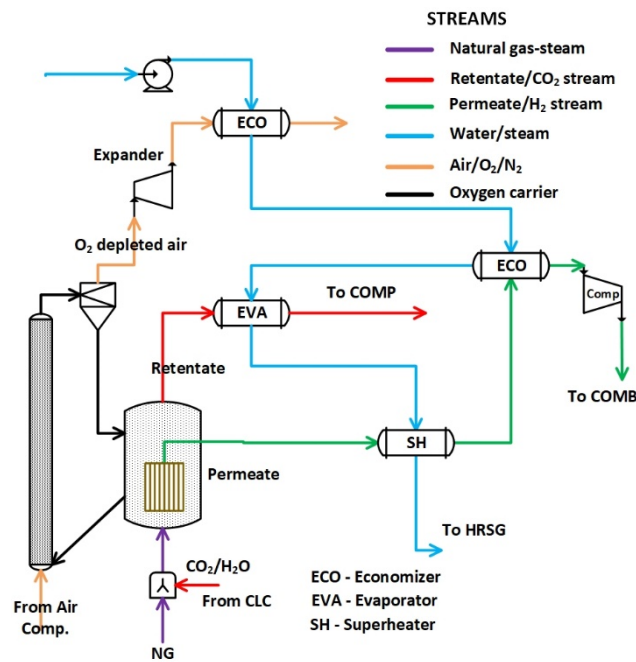 STREAMS
Natural gas-steam
Retentate/CO₂ stream
Permeate/H₂ stream
Water/steam
Air/O₂/N₂
Oxygen carrier
ECO
Expander
O₂ depleted air
ECO
To COMP
Comp
EVA
Retentate
To COMB
SH
Permeate
To HRSG
CO₂/H₂O
From CLC
From Air
Comp.
NG
ECO - Economizer
EVA - Evaporator
SH - Superheater